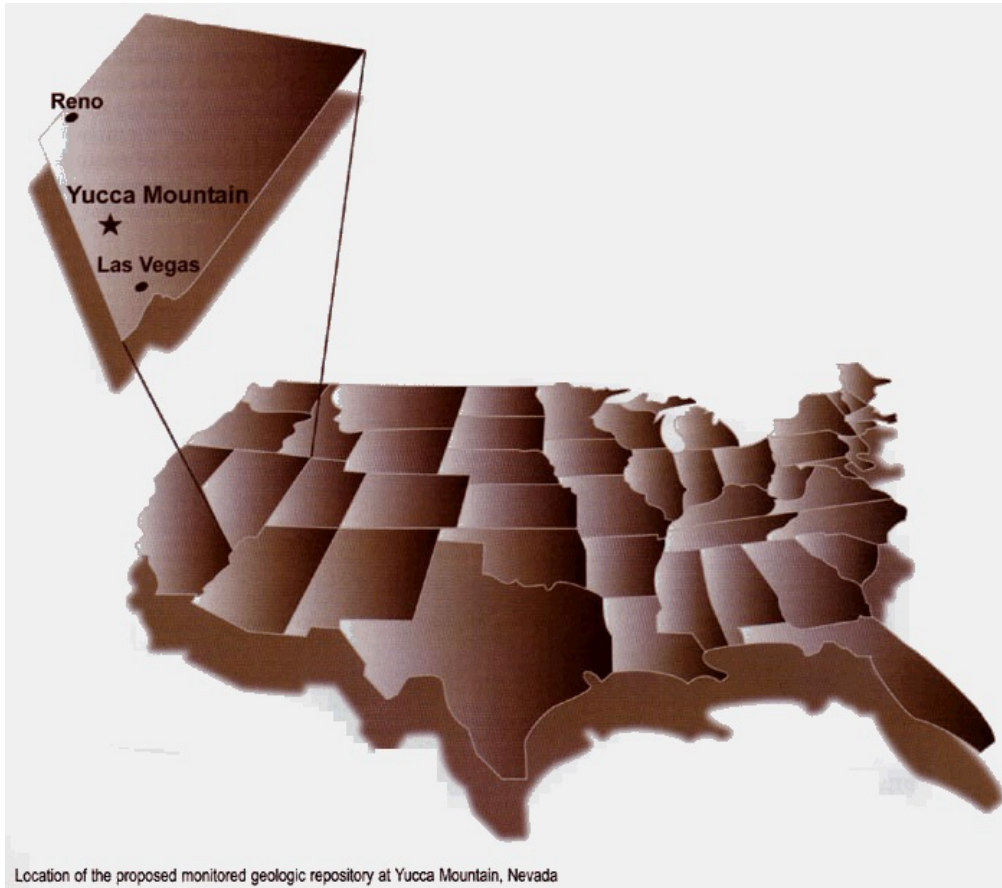 Reno
Yucca Mountain
Las Vegas
Location of the proposed monitored geologic repository at Yucca Mountain, Nevada